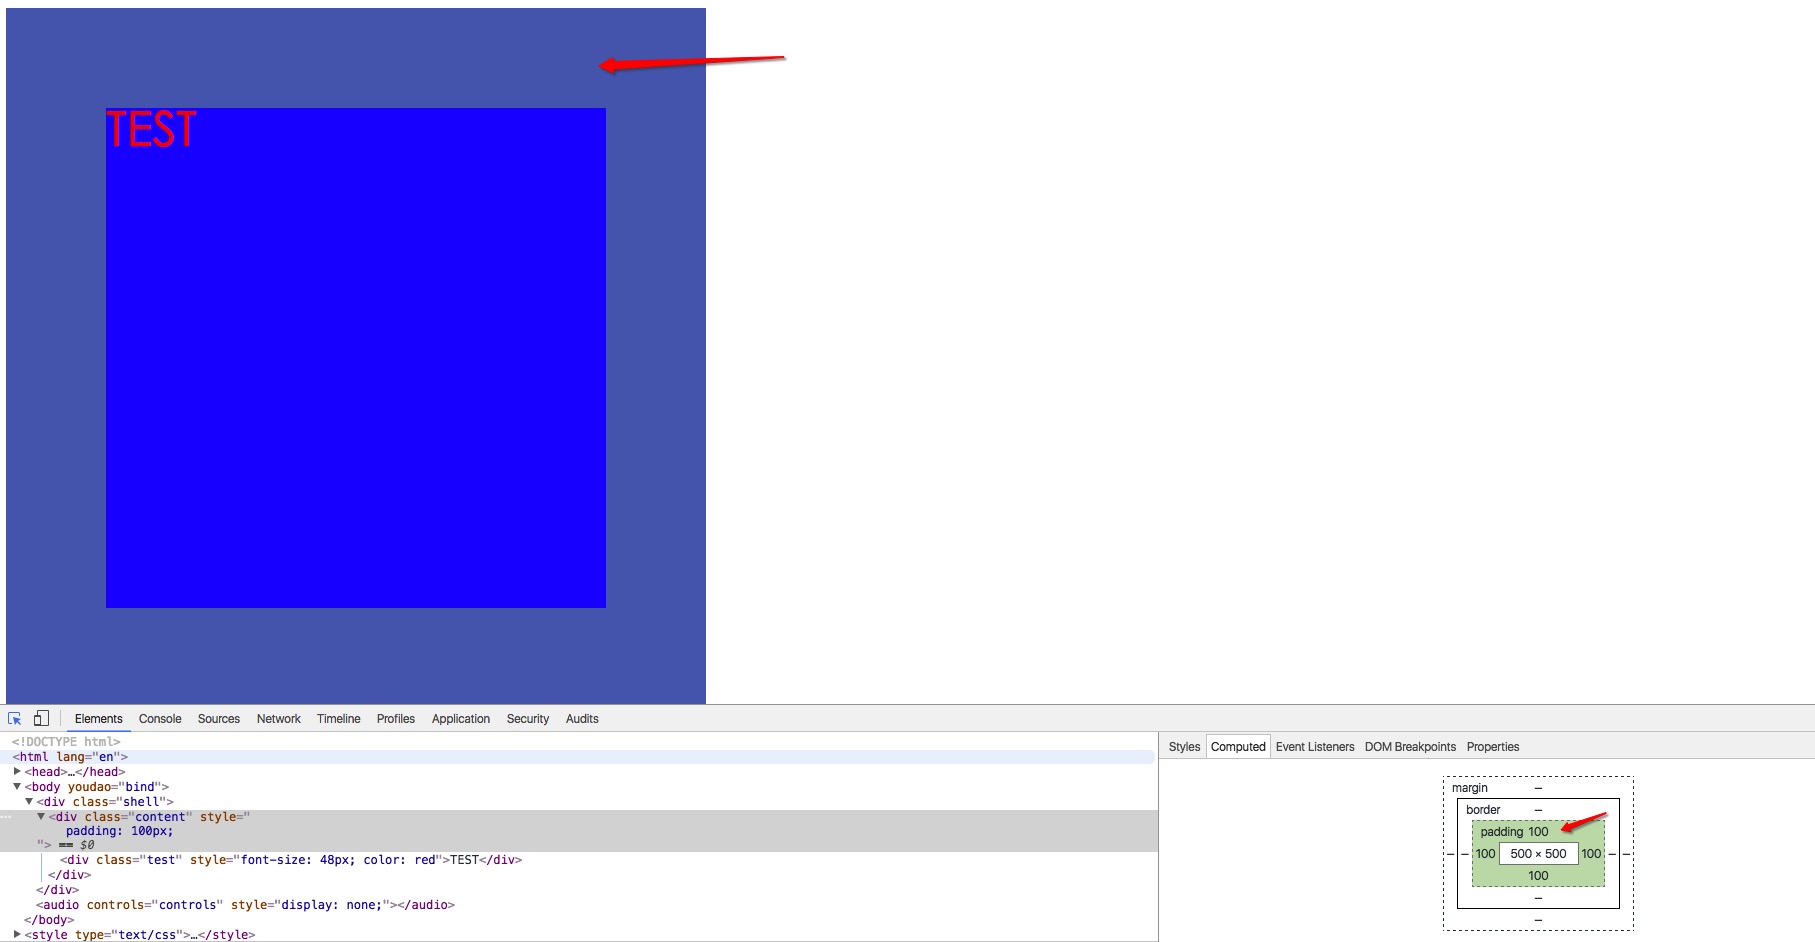 TEST
Elements Console Sources Network Timeline Profiles Application Security Audits
<!DOCTYPE html>
<html lang="en">
<head>…</head>
<body youdao="bind">
<div class="shell">
<div class="content" style="
padding: 100px;
"> == $0
<div class="test" style="font-size: 48px; color: red">TEST</div>
</div>
</div>
<audio controls="controls" style="display: none;"></audio>
</body>
<style type="text/css">…</style>
Styles Computed Event Listeners DOM Breakpoints Properties
margin –
border –
padding 100
– – 100 500 × 500 100 – –
100
–
–